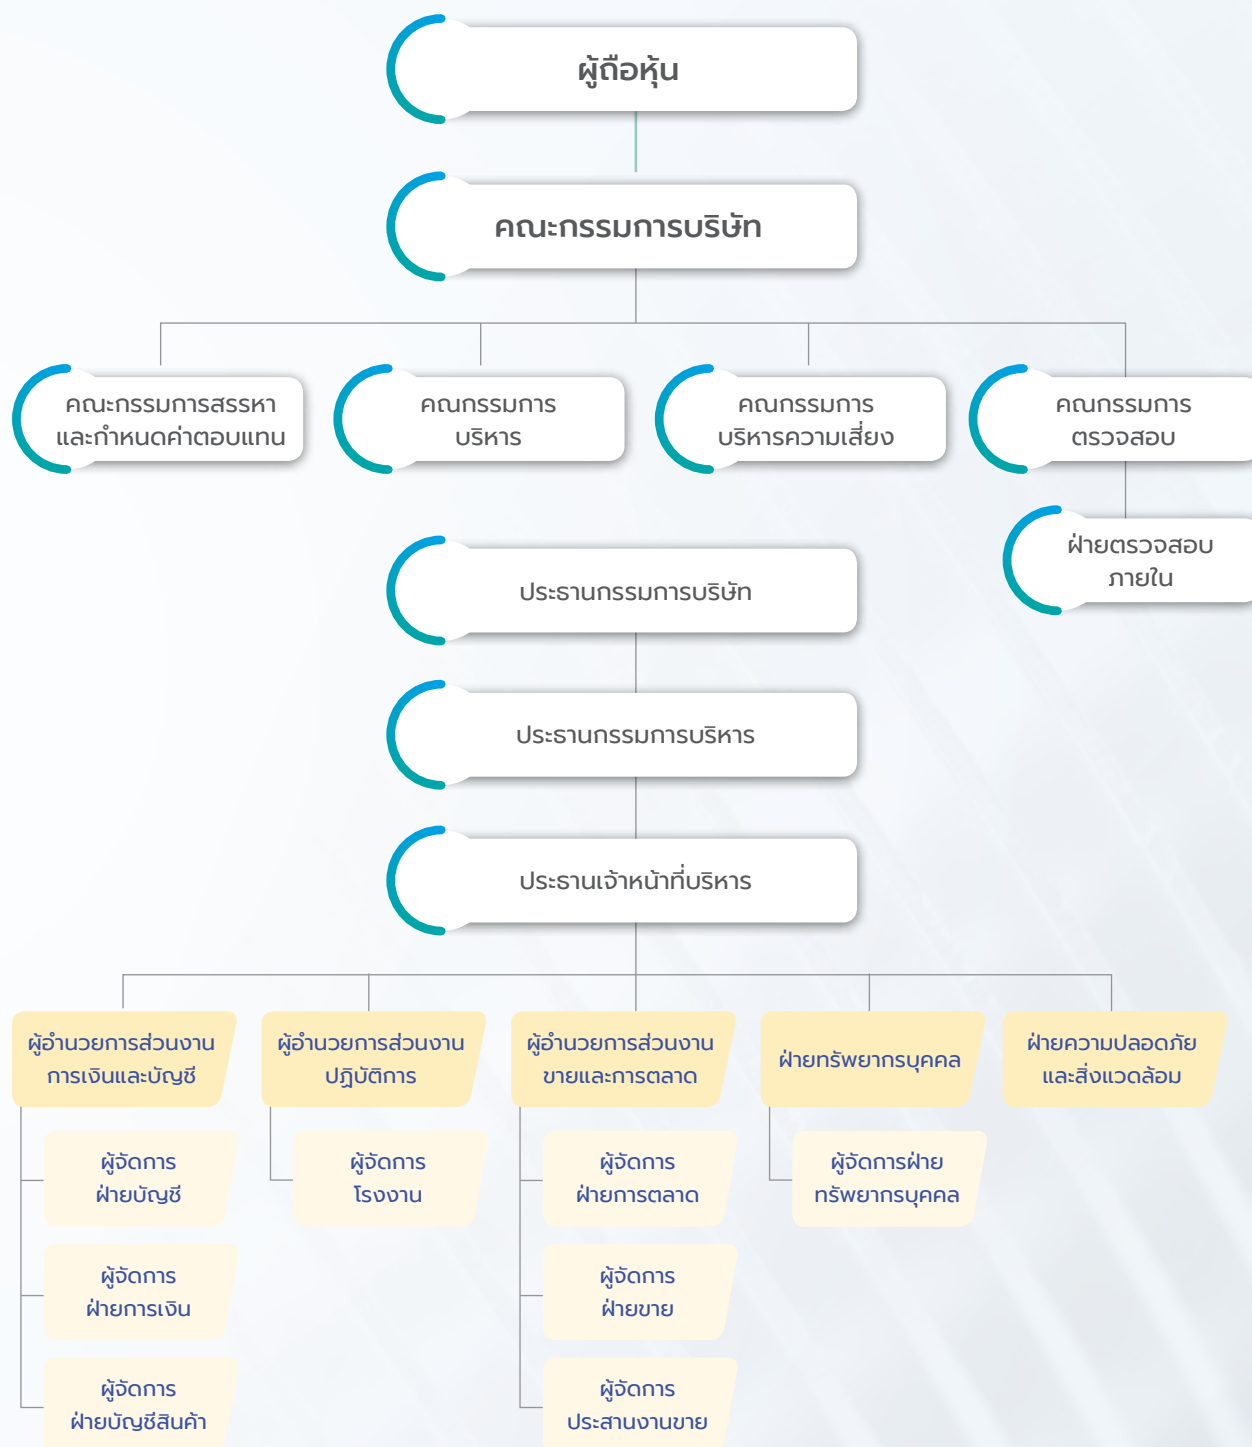 ผู้ถือหุ้น
คณะกรรมการบริษัท
คณะกรรมการสรรหา
และกำหนดค่าตอบแทน
คณกรรมการ
บริหาร
คณกรรมการ
บริหารความเสี่ยง
คณกรรมการ
ตรวจสอบ
ฝ่ายตรวจสอบ
ภายใน
ประธานกรรมการบริษัท
ประธานกรรมการบริหาร
ประธานเจ้าหน้าที่บริหาร
ผู้อำนวยการส่วนงาน
การเงินและบัญชี
ผู้อำนวยการส่วนงาน
ปฏิบัติการ
ผู้อำนวยการส่วนงาน
ขายและการตลาด
ฝ่ายทรัพยากรบุคคล
ฝ่ายความปลอดภัย
และสิ่งแวดล้อม
ผู้จัดการ
ฝ่ายบัญชี
ผู้จัดการ
โรงงาน
ผู้จัดการ
ฝ่ายการตลาด
ผู้จัดการฝ่าย
ทรัพยากรบุคคล
ผู้จัดการ
ฝ่ายการเงิน
ผู้จัดการ
ฝ่ายขาย
ผู้จัดการ
ฝ่ายบัญชีสินค้า
ผู้จัดการ
ประสานงานขาย